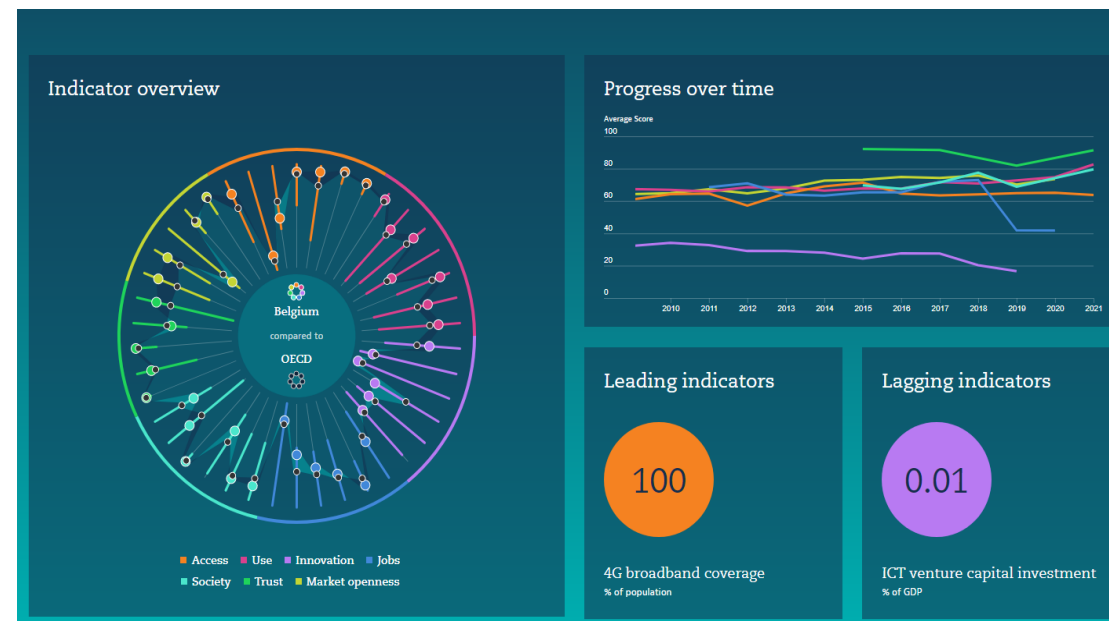 Indicator overview
Belgium
compared to
OECD
Access Use Innovation Jobs
Society Trust Market openness
Progress over time
Average Score
100
80
60
40
20
0
2010 2011 2012 2013 2014 2015 2016 2017 2018 2019 2020 2021
Leading indicators
100
4G broadband coverage
% of population
Lagging indicators
0.01
ICT venture capital investment
% of GDP